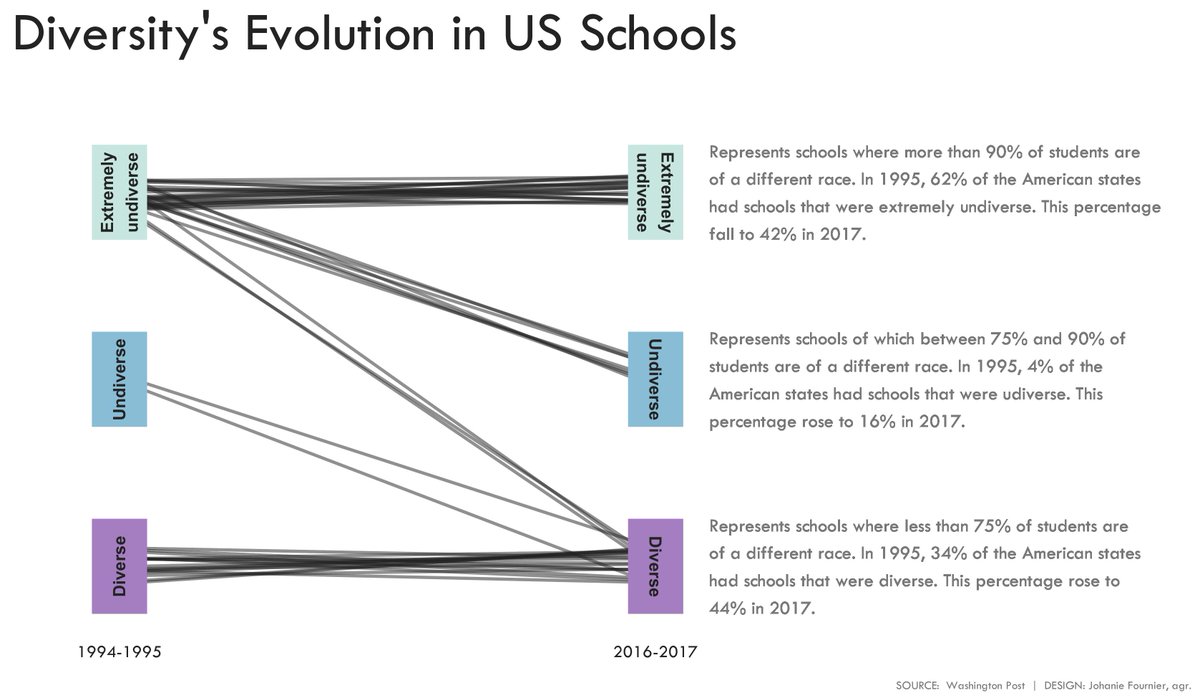 Diversity's Evolution in US Schools
Extremely
undiverse
Extremely
undiverse
Represents schools where more than 90% of students are
of a different race. In 1995, 62% of the American states
had schools that were extremely undiverse. This percentage
fall to 42% in 2017.
Undiverse
Undiverse
Represents schools of which between 75% and 90% of
students are of a different race. In 1995, 4% of the
American states had schools that were udiverse. This
percentage rose to 16% in 2017.
Diverse
Diverse
Represents schools where less than 75% of students are
of a different race. In 1995, 34% of the American states
had schools that were diverse. This percentage rose to
44% in 2017.
1994-1995
2016-2017
SOURCE: Washington Post | DESIGN: Johanie Fournier, agr.